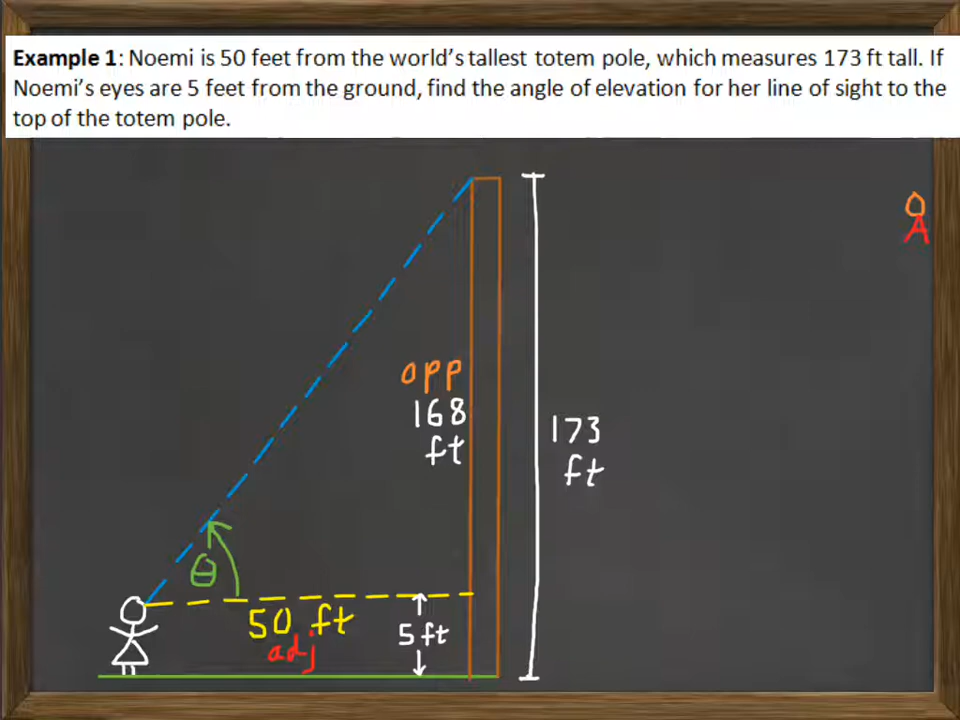 Example 1: Noemi is 50 feet from the world's tallest totem pole, which measures 173 ft tall. If
Noemi's eyes are 5 feet from the ground, find the angle of elevation for her line of sight to the
top of the totem pole.
O
A
opp
168
ft
173
ft
θ
50 ft
adj
5 ft